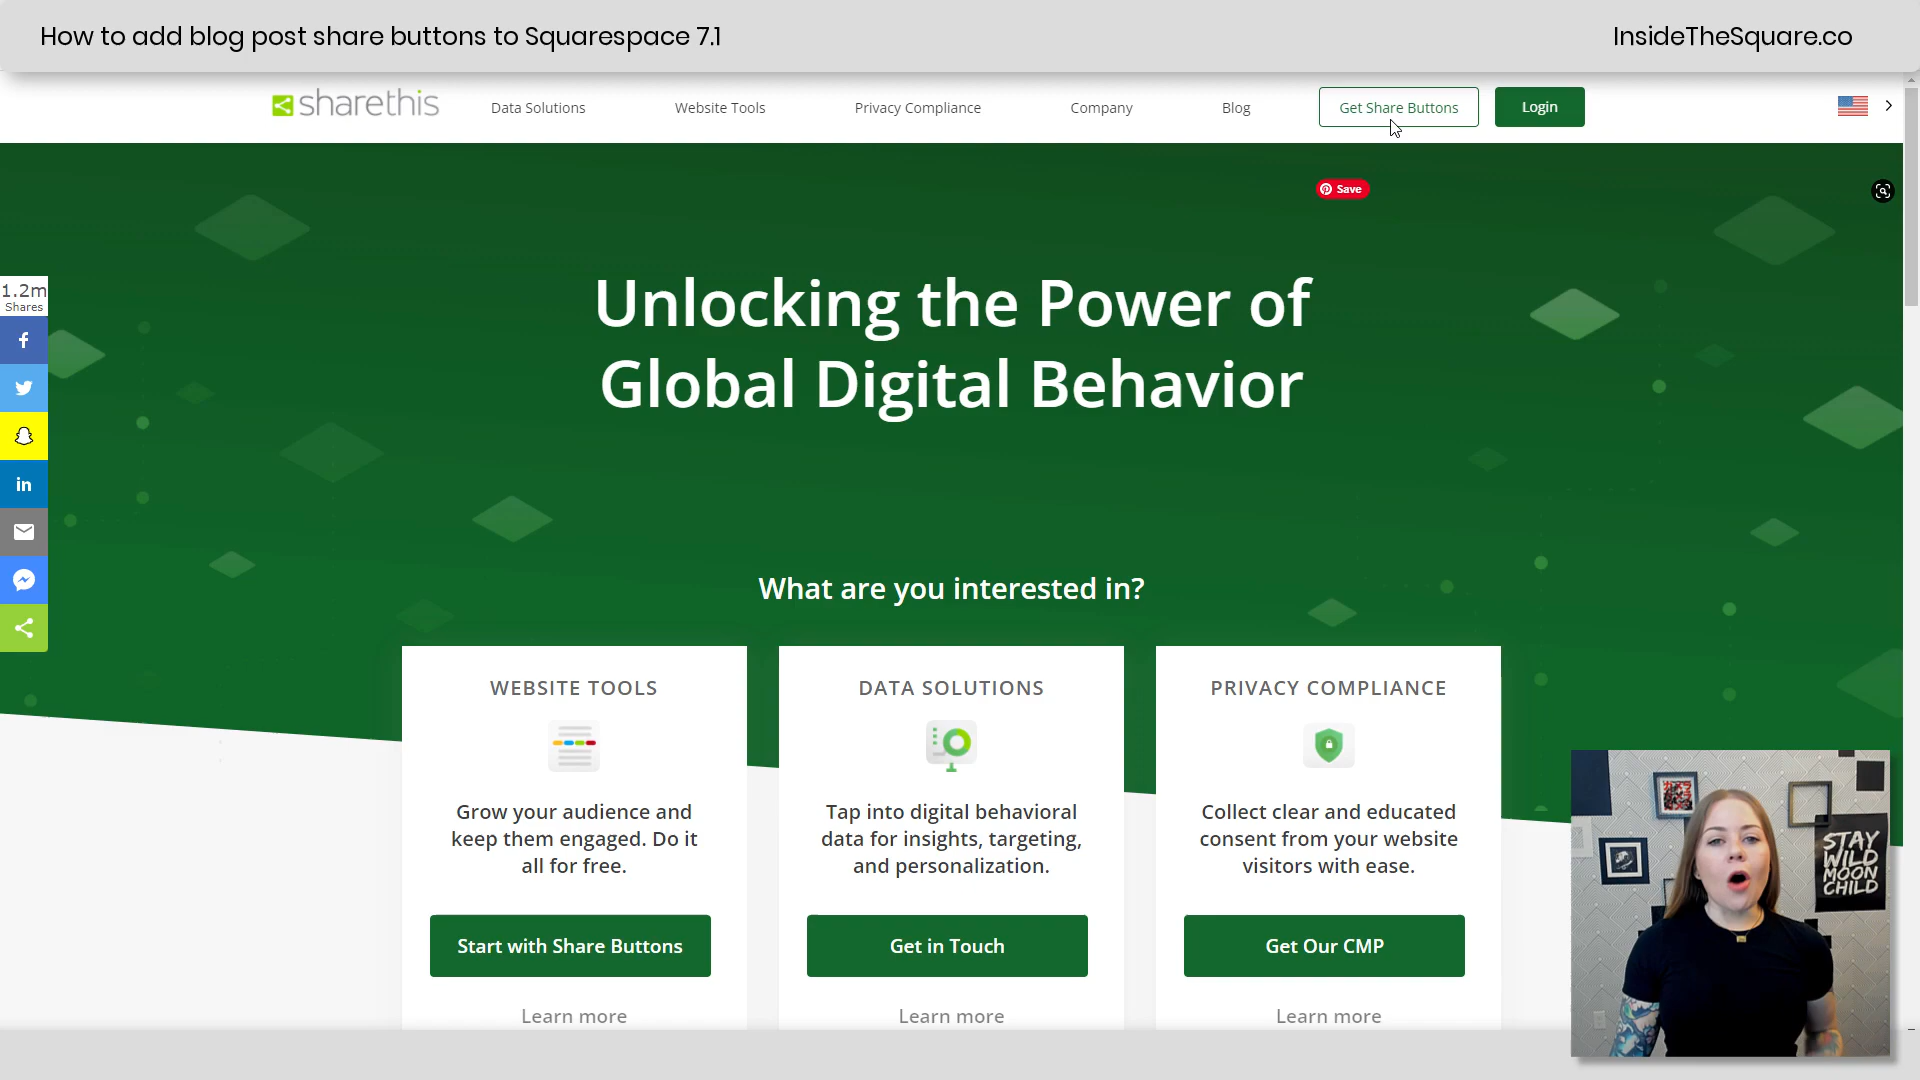 How to add blog post share buttons to Squarespace 7.1
InsideTheSquare.co
sharethis
Data Solutions
Website Tools
Privacy Compliance
Company
Blog
Get Share Buttons
Login
Save
Unlocking the Power of
Global Digital Behavior
1.2m
Shares
f
in
What are you interested in?
WEBSITE TOOLS
Grow your audience and
keep them engaged. Do it
all for free.
Start with Share Buttons
Learn more
DATA SOLUTIONS
Tap into digital behavioral
data for insights, targeting,
and personalization.
Get in Touch
Learn more
PRIVACY COMPLIANCE
Collect clear and educated
consent from your website
visitors with ease.
Get Our CMP
Learn more
STAY
WILD
MOON
CHILD